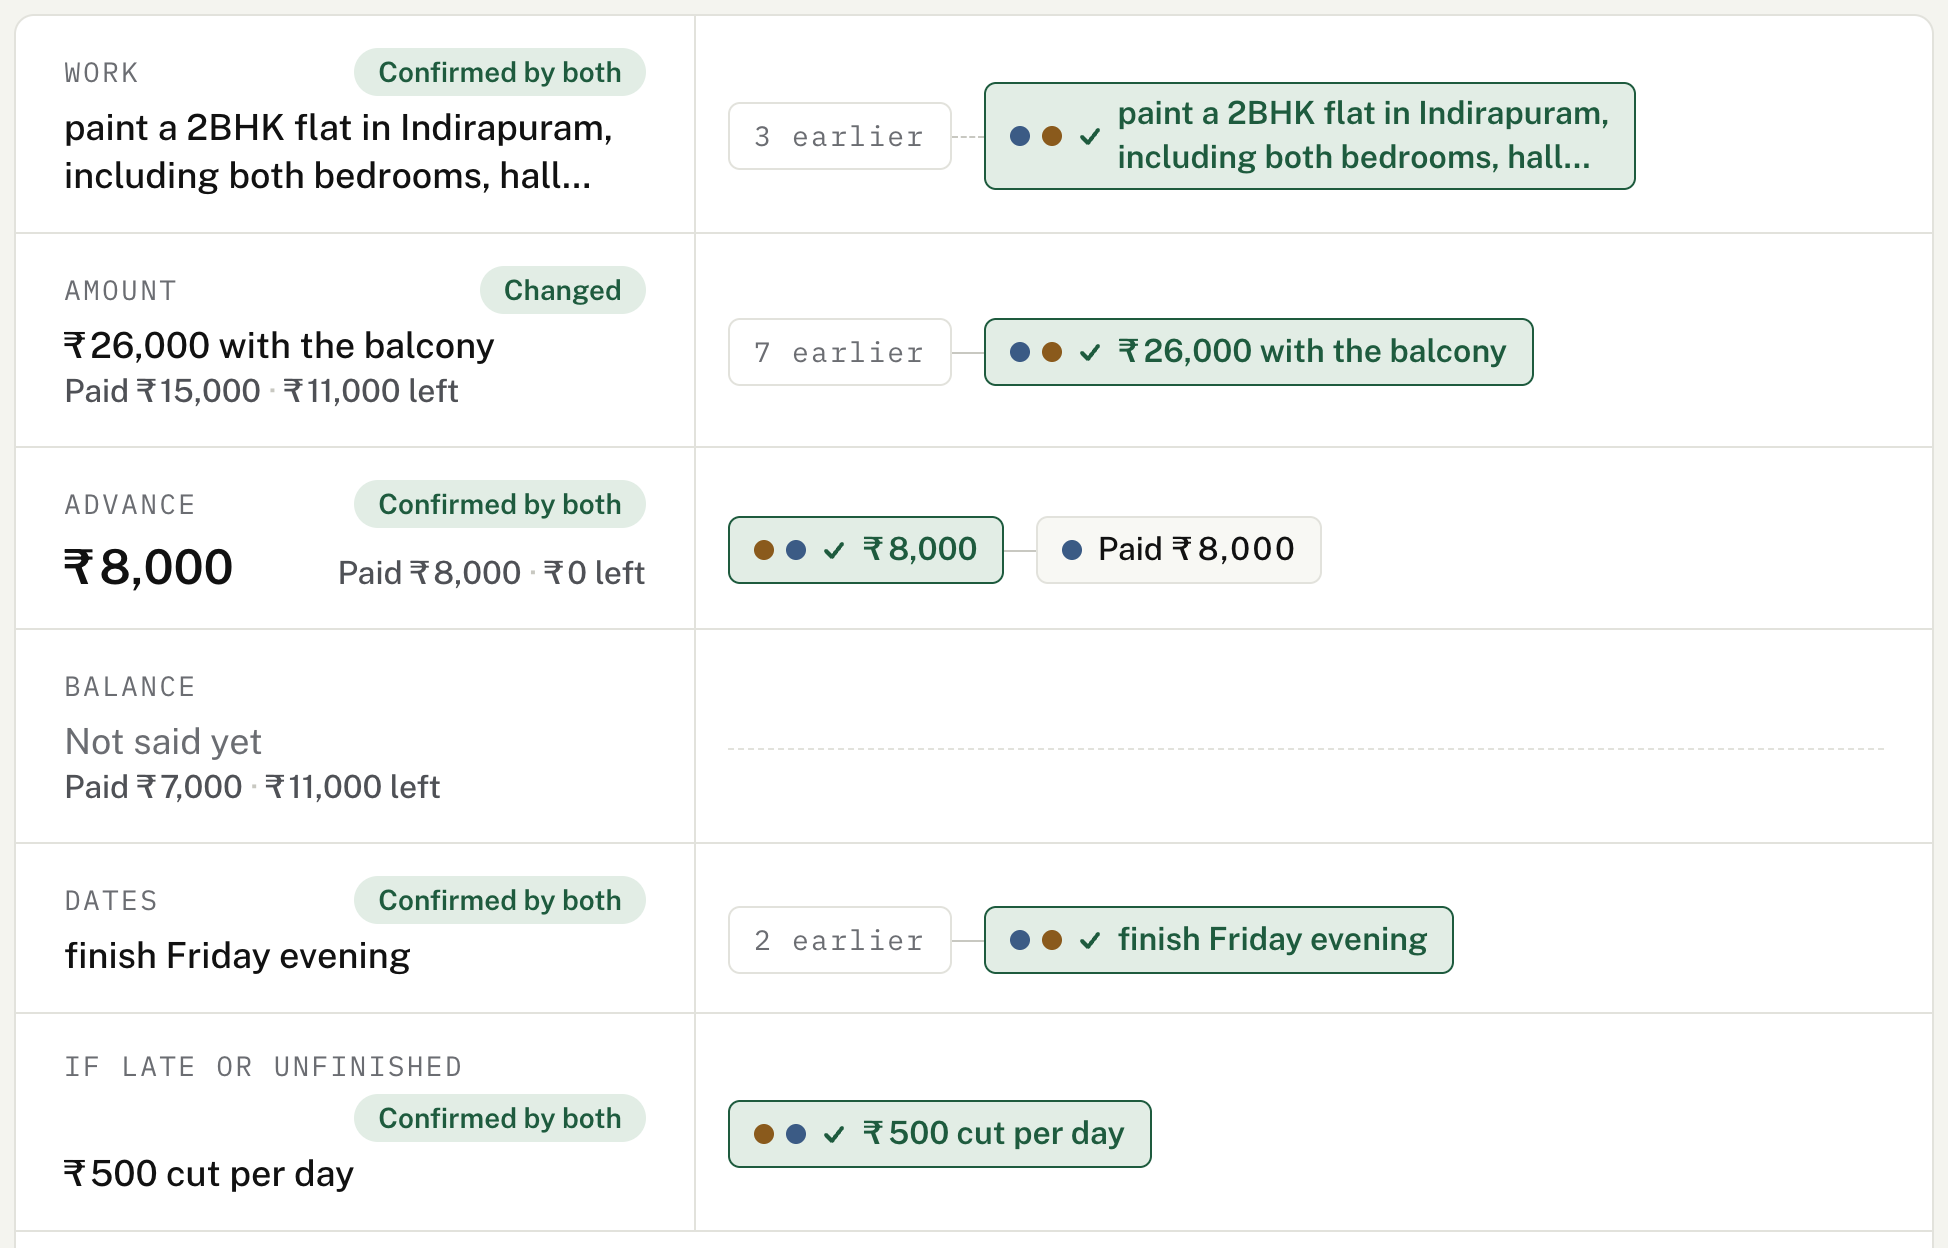 WORK
Confirmed by both
paint a 2BHK flat in Indirapuram,
including both bedrooms, hall...
3 earlier
paint a 2BHK flat in Indirapuram,
including both bedrooms, hall...
AMOUNT
Changed
₹26,000 with the balcony
Paid ₹15,000 · ₹11,000 left
7 earlier
₹26,000 with the balcony
ADVANCE
Confirmed by both
₹8,000
Paid ₹8,000 · ₹0 left
₹8,000
Paid ₹8,000
BALANCE
Not said yet
Paid ₹7,000 · ₹11,000 left
DATES
Confirmed by both
finish Friday evening
2 earlier
finish Friday evening
IF LATE OR UNFINISHED
Confirmed by both
₹500 cut per day
₹500 cut per day